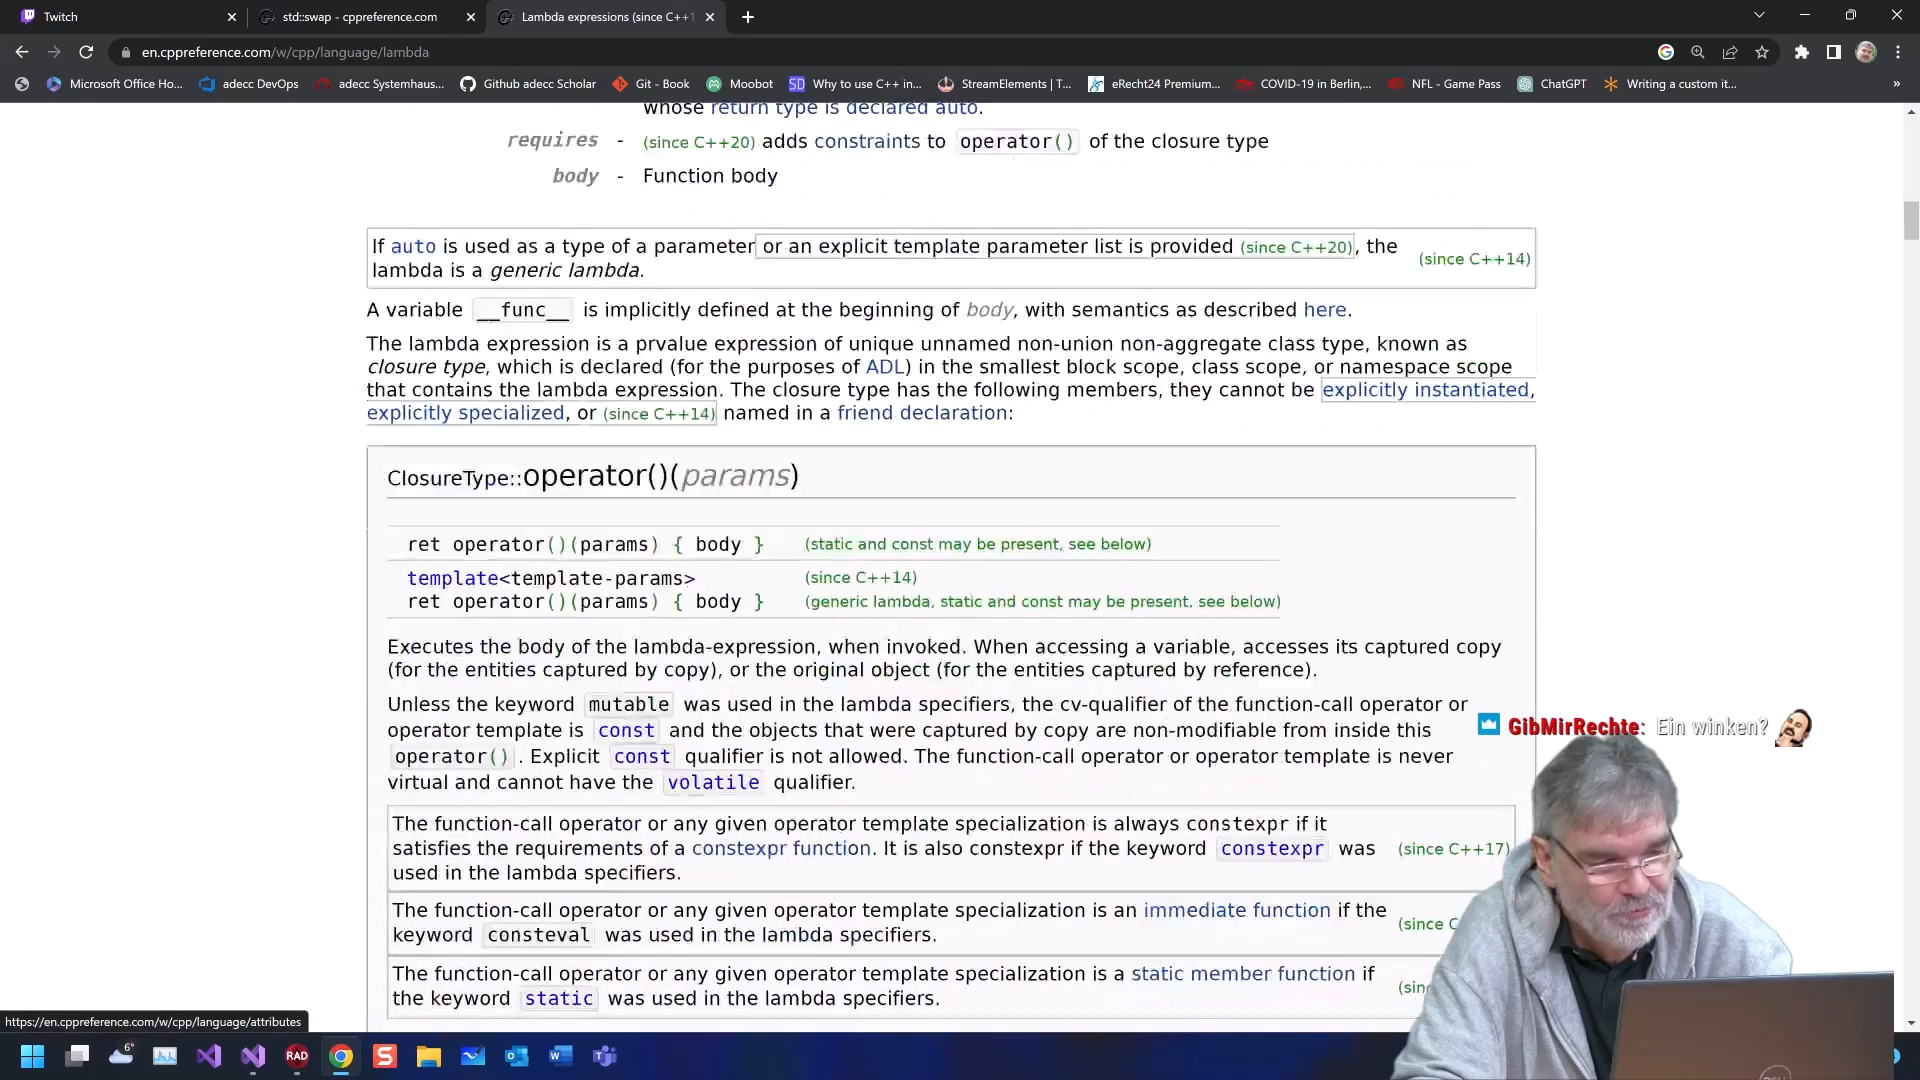 Twitch
std::swap - cppreference.com
Lambda expressions (since C++1
en.cppreference.com/w/cpp/language/lambda
Microsoft Office Ho...
adecc DevOps
adecc Systemhaus...
Github adecc Scholar
Git - Book
Moobot
SD
Why to use C++ in...
StreamElements | T...
eRecht24 Premium...
COVID-19 in Berlin,...
NFL - Game Pass
ChatGPT
Writing a custom it...
»
whose return type is declared auto.
requires - (since C++20) adds constraints to operator() of the closure type
body - Function body
If auto is used as a type of a parameter or an explicit template parameter list is provided (since C++20), the
lambda is a generic lambda.
(since C++14)
A variable __func__ is implicitly defined at the beginning of body, with semantics as described here.
The lambda expression is a prvalue expression of unique unnamed non-union non-aggregate class type, known as
closure type, which is declared (for the purposes of ADL) in the smallest block scope, class scope, or namespace scope
that contains the lambda expression. The closure type has the following members, they cannot be explicitly instantiated,
explicitly specialized, or (since C++14) named in a friend declaration:
ClosureType::operator()(params)
ret operator()(params) { body } (static and const may be present, see below)
template<template-params> (since C++14)
ret operator()(params) { body } (generic lambda, static and const may be present, see below)
Executes the body of the lambda-expression, when invoked. When accessing a variable, accesses its captured copy
(for the entities captured by copy), or the original object (for the entities captured by reference).
Unless the keyword mutable was used in the lambda specifiers, the cv-qualifier of the function-call operator or
operator template is const and the objects that were captured by copy are non-modifiable from inside this
operator(). Explicit const qualifier is not allowed. The function-call operator or operator template is never
virtual and cannot have the volatile qualifier.
GibMirRechte: Ein winken?
The function-call operator or any given operator template specialization is always constexpr if it
satisfies the requirements of a constexpr function. It is also constexpr if the keyword constexpr was
used in the lambda specifiers.
(since C++17)
The function-call operator or any given operator template specialization is an immediate function if the
keyword consteval was used in the lambda specifiers.
(since C
The function-call operator or any given operator template specialization is a static member function if
the keyword static was used in the lambda specifiers.
(sin
https://en.cppreference.com/w/cpp/language/attributes
6°
RAD